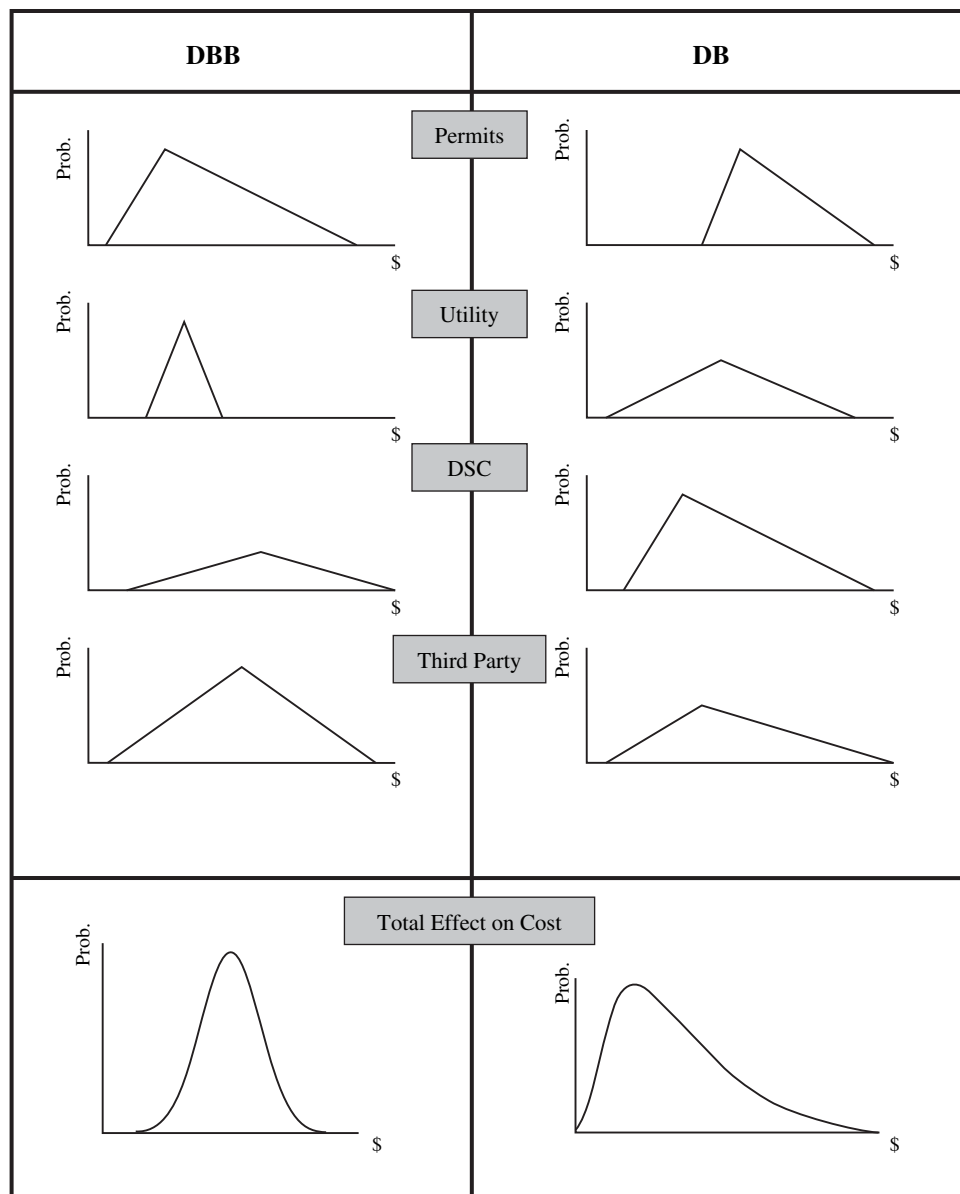 DBB
DB
Permits
Prob.
$
Prob.
$
Utility
Prob.
$
Prob.
$
DSC
Prob.
$
Prob.
$
Third Party
Prob.
$
Prob.
$
Total Effect on Cost
Prob.
$
Prob.
$